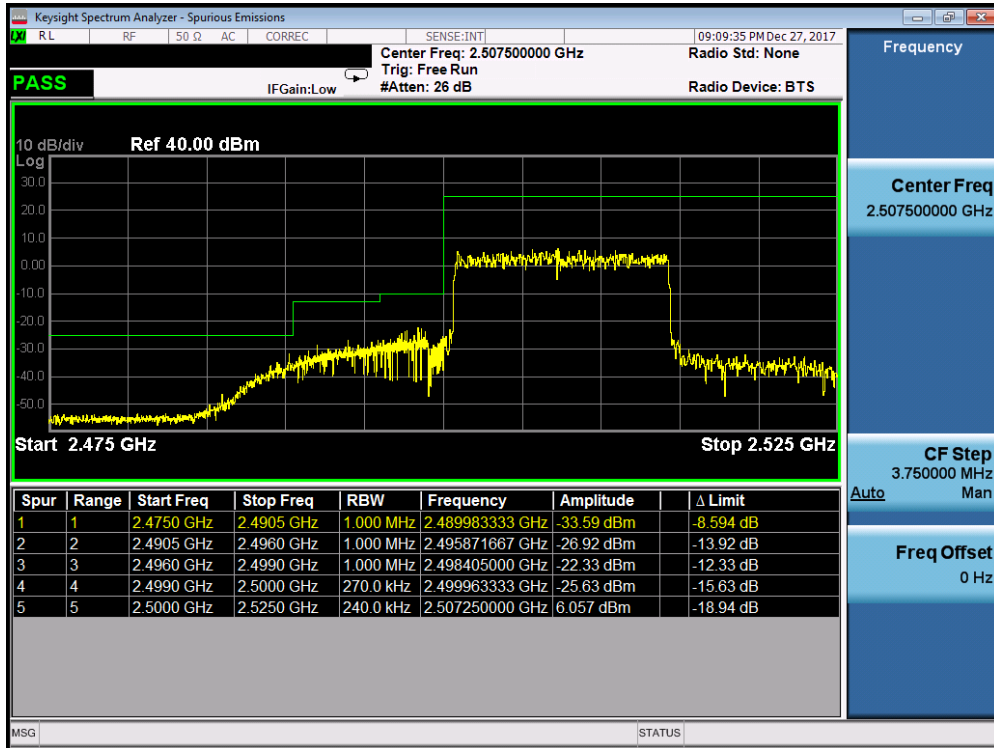 Keysight Spectrum Analyzer - Spurious Emissions
LXI RL RF 50 Ω AC CORREC SENSE:INT 09:09:35 PM Dec 27, 2017
Center Freq: 2.507500000 GHz Radio Std: None
Trig: Free Run
PASS IFGain:Low #Atten: 26 dB Radio Device: BTS
Frequency
10 dB/div Ref 40.00 dBm
Log
30.0
20.0
10.0
0.00
-10.0
-20.0
-30.0
-40.0
-50.0
Start 2.475 GHz Stop 2.525 GHz
Center Freq
2.507500000 GHz
CF Step
3.750000 MHz
Auto Man
Freq Offset
0 Hz
Spur Range Start Freq Stop Freq RBW Frequency Amplitude Δ Limit
1 1 2.4750 GHz 2.4905 GHz 1.000 MHz 2.489983333 GHz -33.59 dBm -8.594 dB
2 2 2.4905 GHz 2.4960 GHz 1.000 MHz 2.495871667 GHz -26.92 dBm -13.92 dB
3 3 2.4960 GHz 2.4990 GHz 1.000 MHz 2.498405000 GHz -22.33 dBm -12.33 dB
4 4 2.4990 GHz 2.5000 GHz 270.0 kHz 2.499963333 GHz -25.63 dBm -15.63 dB
5 5 2.5000 GHz 2.5250 GHz 240.0 kHz 2.507250000 GHz 6.057 dBm -18.94 dB
MSG STATUS